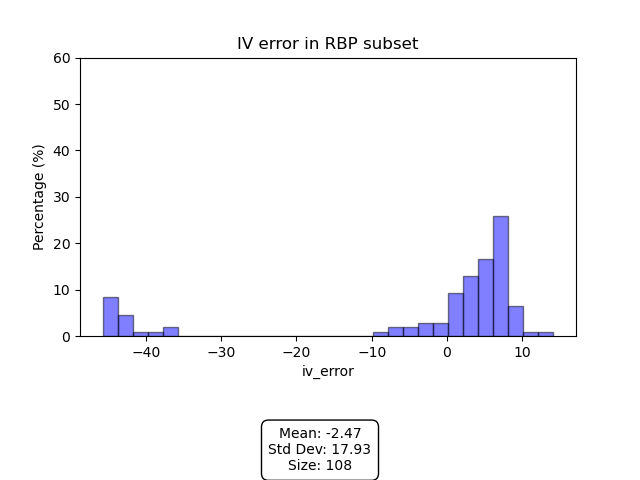 IV error in RBP subset
60
50
40
30
20
10
0
Percentage (%)
−40
−30
−20
−10
0
10
iv_error
Mean: -2.47
Std Dev: 17.93
Size: 108